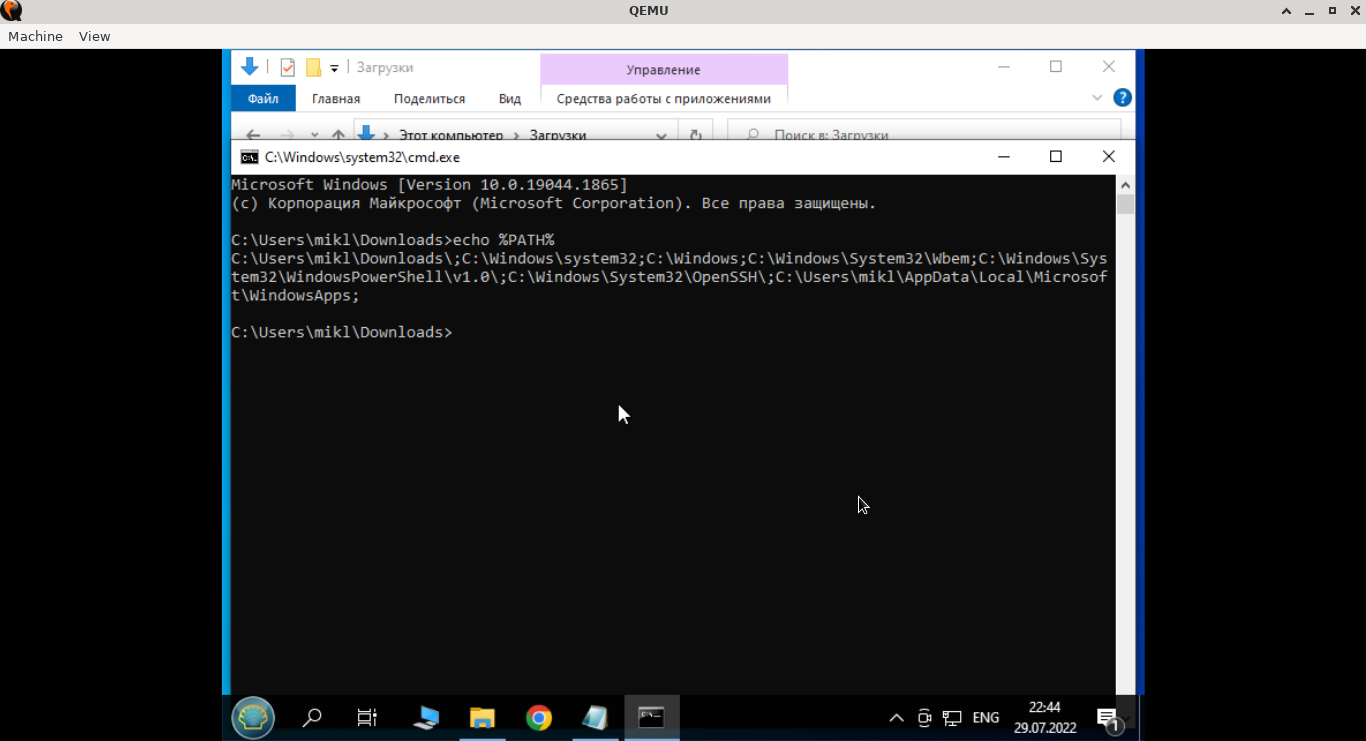 QEMU
Machine View
Загрузки
Управление
Файл Главная Поделиться Вид Средства работы с приложениями
Этот компьютер Загрузки Поиск в: Загрузки
C:\Windows\system32\cmd.exe
Microsoft Windows [Version 10.0.19044.1865]
(c) Корпорация Майкрософт (Microsoft Corporation). Все права защищены.
C:\Users\mikl\Downloads>echo %PATH%
C:\Users\mikl\Downloads\;C:\Windows\system32;C:\Windows;C:\Windows\System32\Wbem;C:\Windows\Sys
tem32\WindowsPowerShell\v1.0\;C:\Windows\System32\OpenSSH\;C:\Users\mikl\AppData\Local\Microsof
t\WindowsApps;
C:\Users\mikl\Downloads>
ENG
22:44
29.07.2022
1